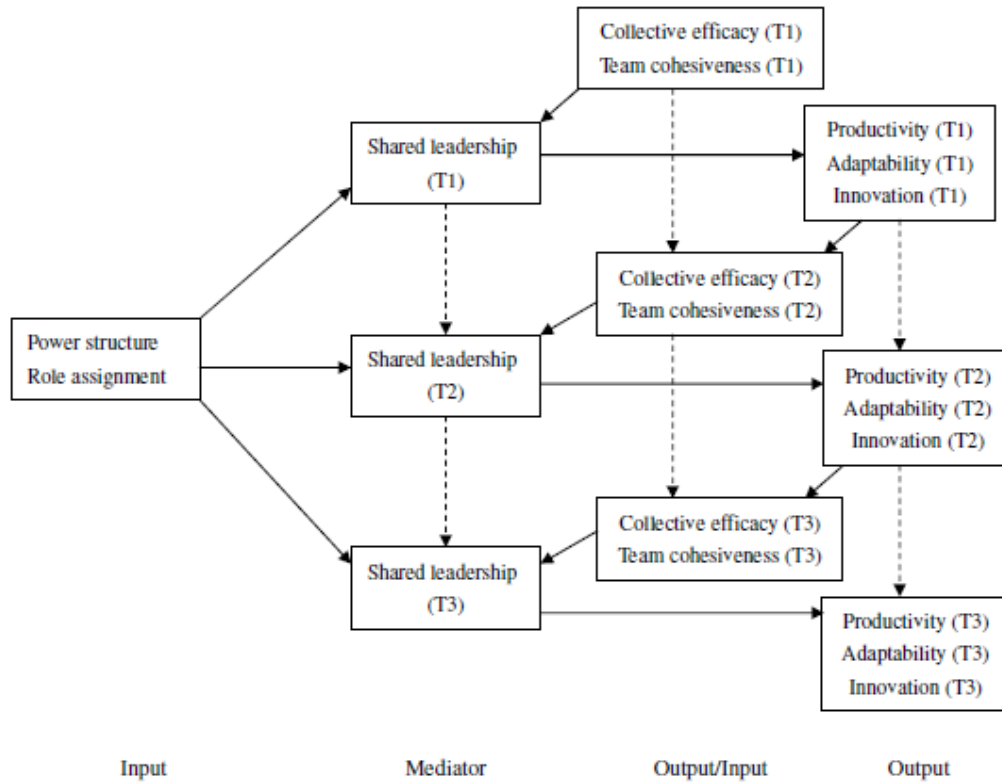 Collective efficacy (T1)
Team cohesiveness (T1)
Productivity (T1)
Adaptability (T1)
Innovation (T1)
Shared leadership
(T1)
Collective efficacy (T2)
Team cohesiveness (T2)
Power structure
Role assignment
Shared leadership
(T2)
Productivity (T2)
Adaptability (T2)
Innovation (T2)
Collective efficacy (T3)
Team cohesiveness (T3)
Shared leadership
(T3)
Productivity (T3)
Adaptability (T3)
Innovation (T3)
Input
Mediator
Output/Input
Output